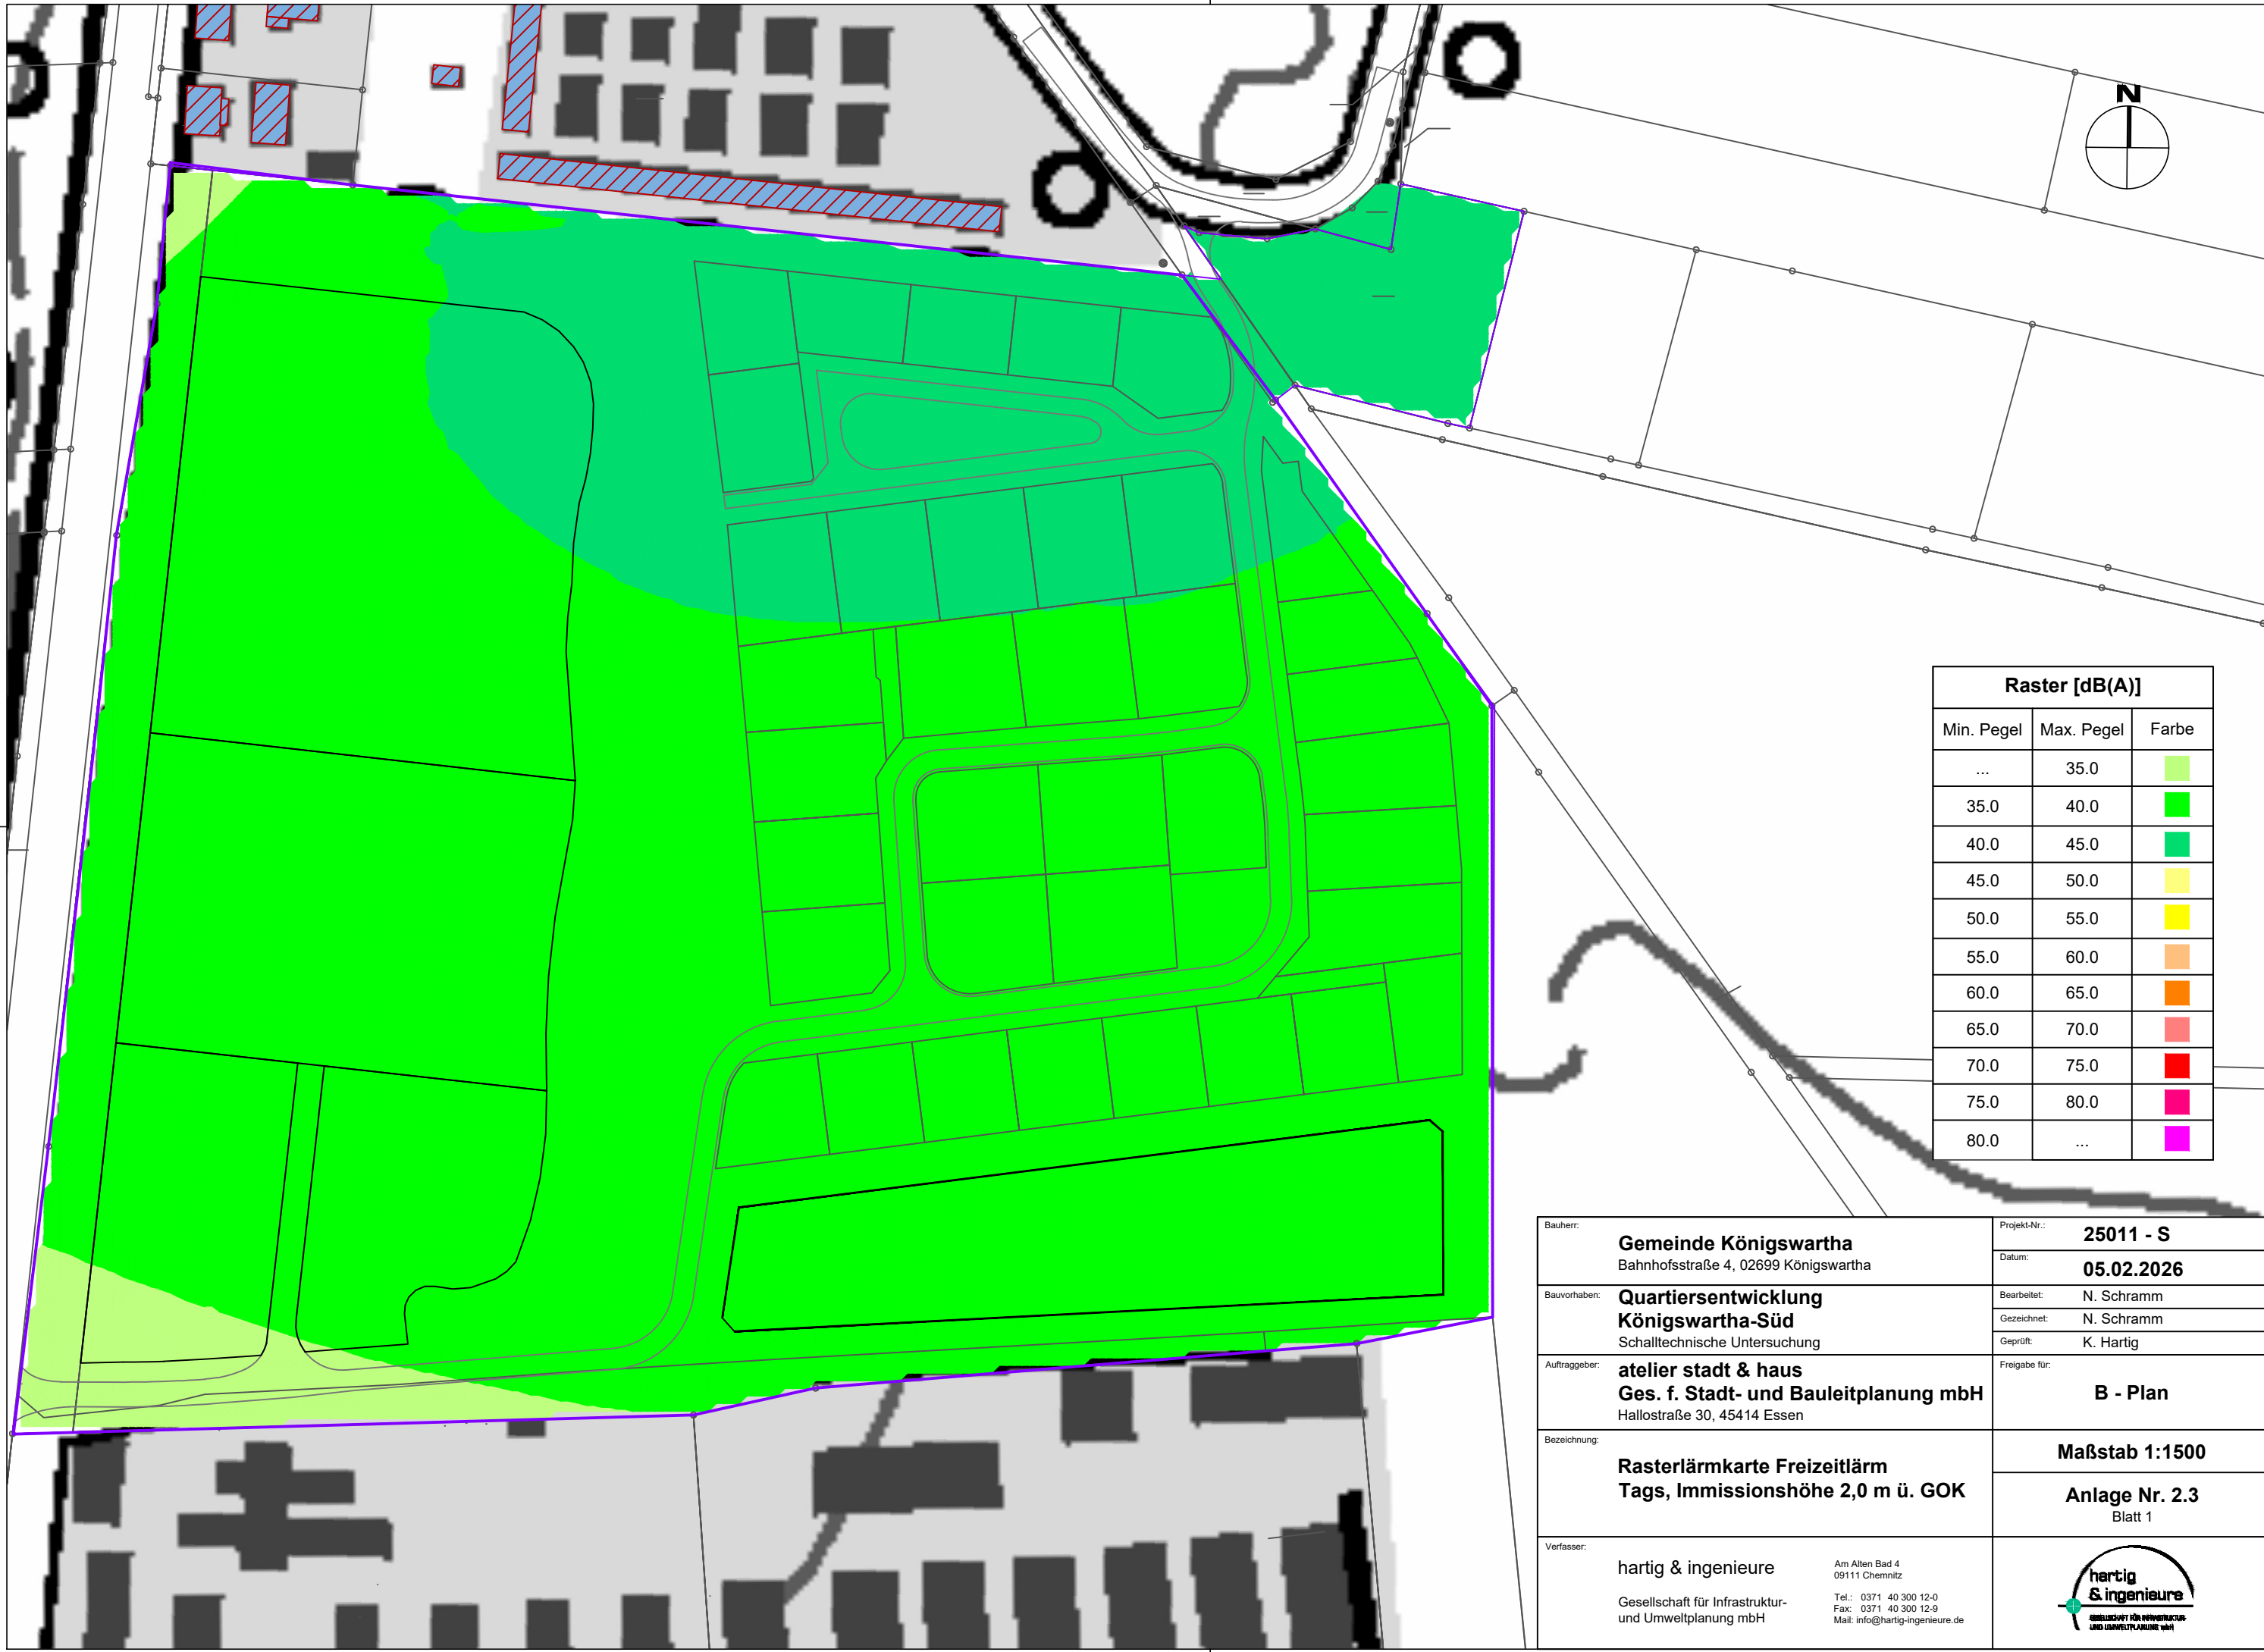 N
Raster [dB(A)]
Min. Pegel Max. Pegel Farbe
... 35.0
35.0 40.0
40.0 45.0
45.0 50.0
50.0 55.0
55.0 60.0
60.0 65.0
65.0 70.0
70.0 75.0
75.0 80.0
80.0 ...
Bauherr:
Gemeinde Königswartha
Bahnhofsstraße 4, 02699 Königswartha
Projekt-Nr.: 25011 - S
Datum: 05.02.2026
Bauvorhaben: Quartiersentwicklung
Königswartha-Süd
Schalltechnische Untersuchung
Bearbeitet: N. Schramm
Gezeichnet: N. Schramm
Geprüft: K. Hartig
Auftraggeber: atelier stadt & haus
Ges. f. Stadt- und Bauleitplanung mbH
Hallostraße 30, 45414 Essen
Freigabe für:
B - Plan
Bezeichnung:
Rasterlärmkarte Freizeitlärm
Tags, Immissionshöhe 2,0 m ü. GOK
Maßstab 1:1500
Anlage Nr. 2.3
Blatt 1
Verfasser:
hartig & ingenieure
Gesellschaft für Infrastruktur-
und Umweltplanung mbH
Am Alten Bad 4
09111 Chemnitz
Tel.: 0371 40 300 12-0
Fax: 0371 40 300 12-9
Mail: info@hartig-ingenieure.de
hartig
& ingenieure
GESELLSCHAFT FÜR INFRASTRUKTUR-
UND UMWELTPLANUNG mbH